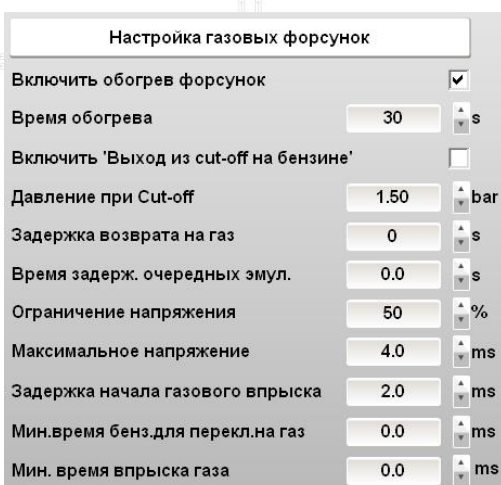 Настройка газовых форсунок
Включить обогрев форсунок
Время обогрева 30 s
Включить 'Выход из cut-off на бензине'
Давление при Cut-off 1.50 bar
Задержка возврата на газ 0 s
Время задерж. очередных эмул. 0.0 s
Ограничение напряжения 50 %
Максимальное напряжение 4.0 ms
Задержка начала газового впрыска 2.0 ms
Мин.время бенз.для перекл.на газ 0.0 ms
Мин. время впрыска газа 0.0 ms